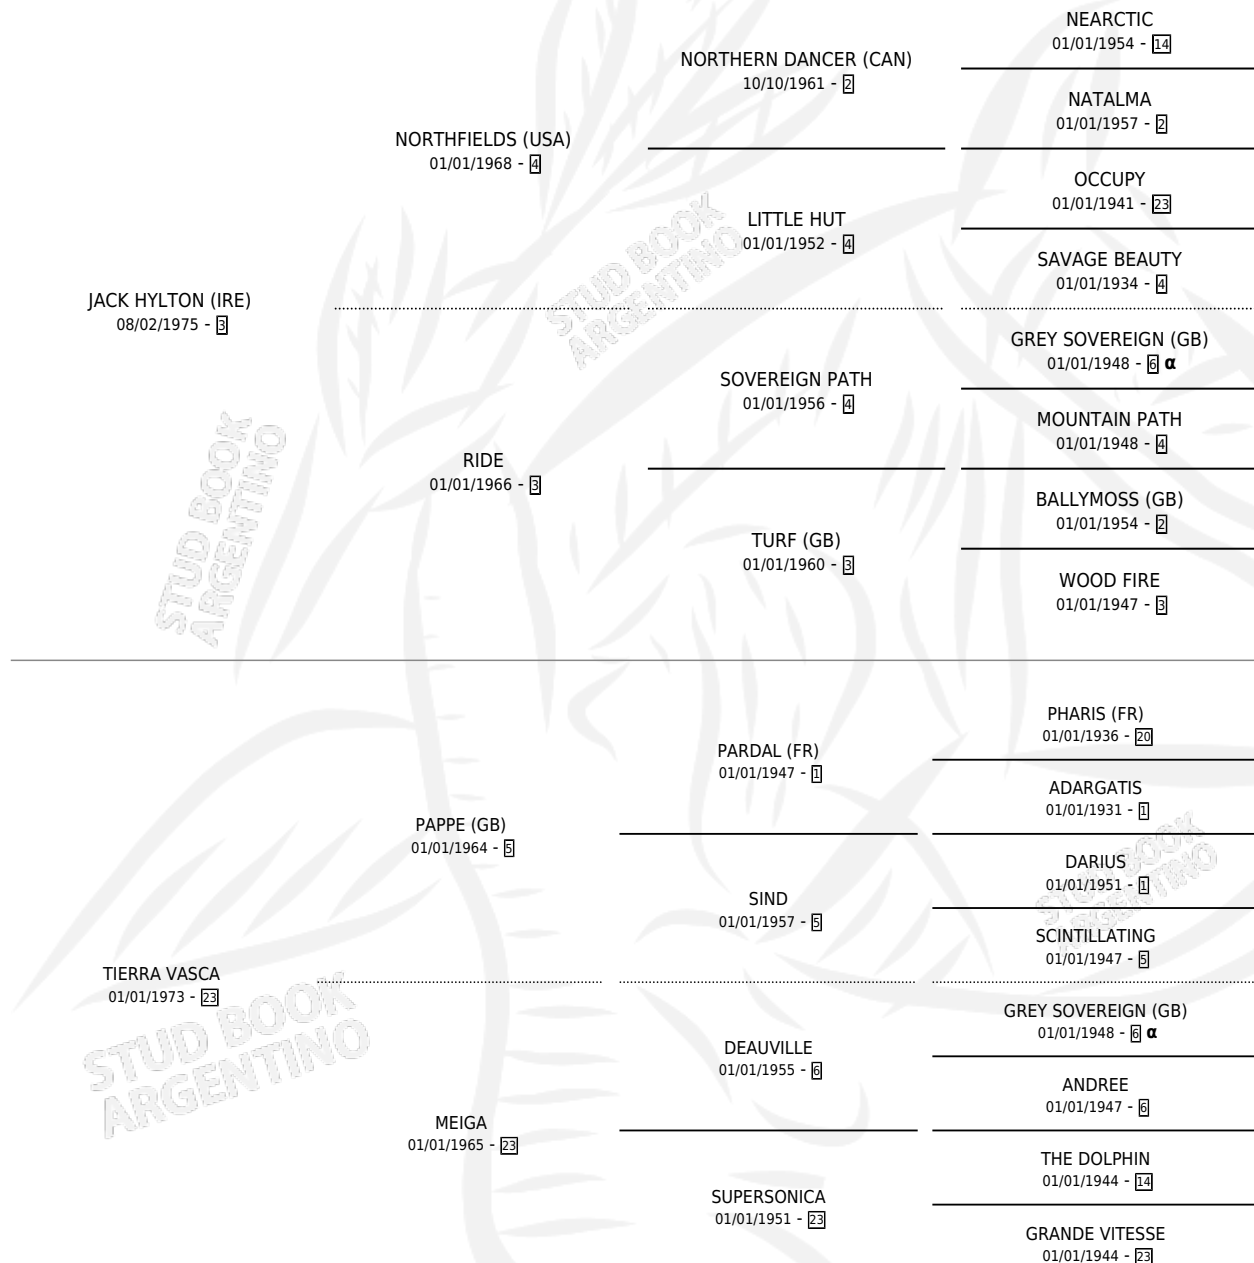 NEARCTIC
01/01/1954 - 14
NORTHERN DANCER (CAN)
10/10/1961 - 2
NATALMA
01/01/1957 - 2
NORTHFIELDS (USA)
01/01/1968 - 4
OCCUPY
01/01/1941 - 23
LITTLE HUT
01/01/1952 - 4
SAVAGE BEAUTY
01/01/1934 - 4
STUD BOOK
ARGENTINO
JACK HYLTON (IRE)
08/02/1975 - 3
GREY SOVEREIGN (GB)
01/01/1948 - 6 α
SOVEREIGN PATH
01/01/1956 - 4
MOUNTAIN PATH
01/01/1948 - 4
RIDE
01/01/1966 - 3
BALLYMOSS (GB)
01/01/1954 - 2
TURF (GB)
01/01/1960 - 3
WOOD FIRE
01/01/1947 - 3
STUD BOOK
ARGENTINO
PHARIS (FR)
01/01/1936 - 20
PARDAL (FR)
01/01/1947 - 1
ADARGATIS
01/01/1931 - 1
PAPPE (GB)
01/01/1964 - 5
DARIUS
01/01/1951 - 1
SIND
01/01/1957 - 5
SCINTILLATING
01/01/1947 - 5
STUD BOOK
ARGENTINO
TIERRA VASCA
01/01/1973 - 23
GREY SOVEREIGN (GB)
01/01/1948 - 6 α
DEAUVILLE
01/01/1955 - 6
ANDREE
01/01/1947 - 6
STUD BOOK
ARGENTINO
MEIGA
01/01/1965 - 23
THE DOLPHIN
01/01/1944 - 14
SUPERSONICA
01/01/1951 - 23
GRANDE VITESSE
01/01/1944 - 23